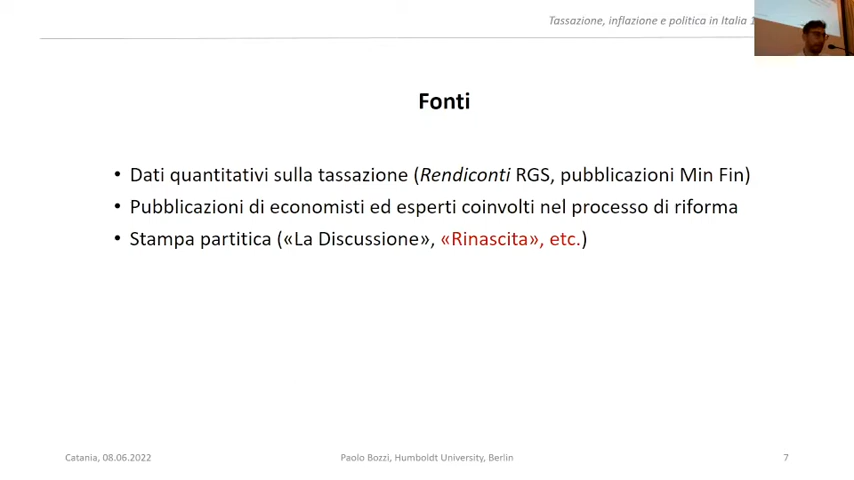 Tassazione, inflazione e politica in Italia
Fonti
• Dati quantitativi sulla tassazione (Rendiconti RGS, pubblicazioni Min Fin)
• Pubblicazioni di economisti ed esperti coinvolti nel processo di riforma
• Stampa partitica («La Discussione», «Rinascita», etc.)
Catania, 08.06.2022
Paolo Bozzi, Humboldt University, Berlin
7